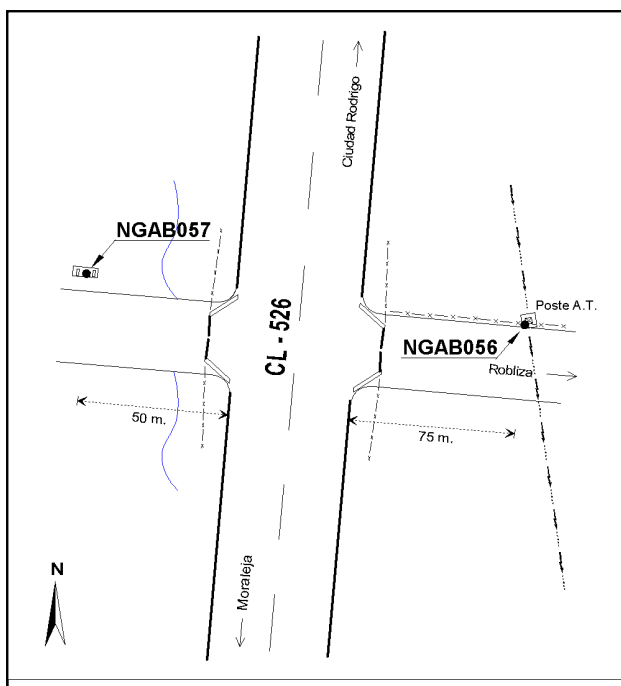 Ciudad Rodrigo
NGAB057
Poste A.T.
CL - 526
NGAB056
Robliza
50 m.
75 m.
Moraleja
N